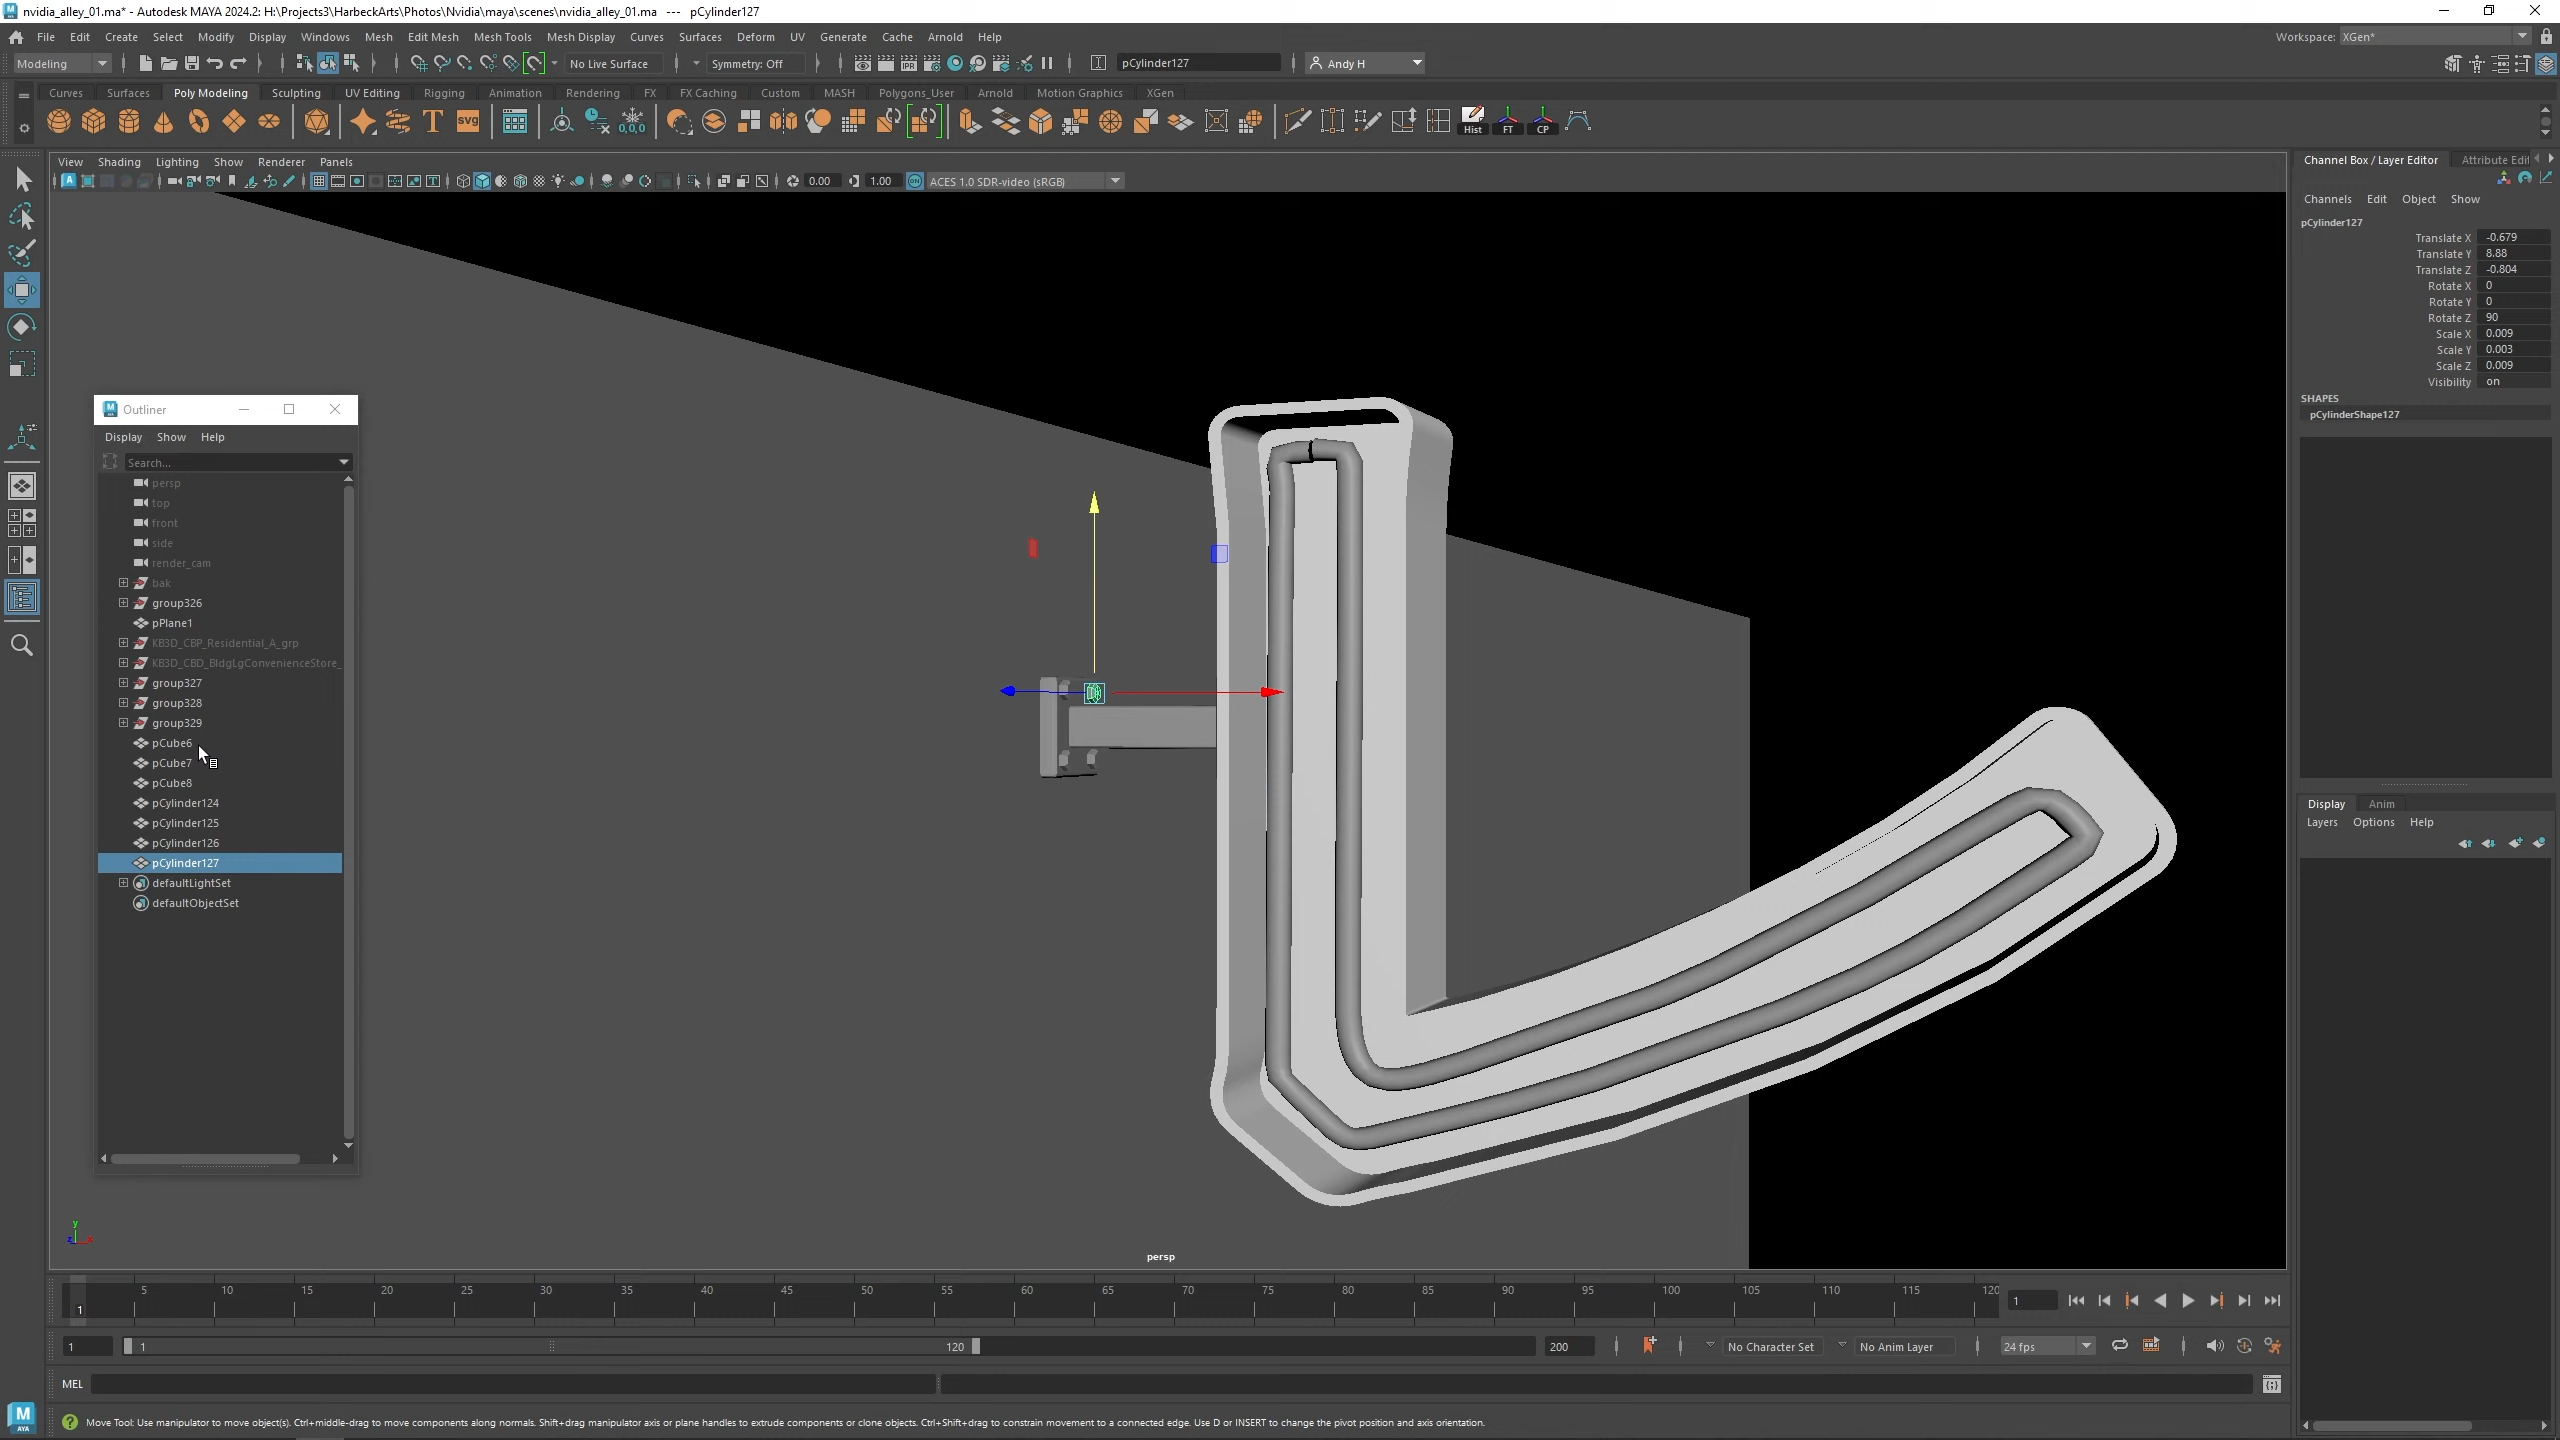 nvidia_alley_01.ma* - Autodesk MAYA 2024.2: H:\Projects3\HarbeckArts\Photos\Nvidia\maya\scenes\nvidia_alley_01.ma --- pCylinder127
File Edit Create Select Modify Display Windows Mesh Edit Mesh Mesh Tools Mesh Display Curves Surfaces Deform UV Generate Cache Arnold Help
Workspace: XGen*
Modeling No Live Surface Symmetry: Off IPR pCylinder127 Andy H
Curves Surfaces Poly Modeling Sculpting UV Editing Rigging Animation Rendering FX FX Caching Custom MASH Polygons_User Arnold Motion Graphics XGen
T SVG 0,0,0 Hist FT CP
View Shading Lighting Show Renderer Panels
0.00 1.00 ON ACES 1.0 SDR-video (sRGB)
Outliner
Display Show Help
Search...
persp
top
front
side
render_cam
bak
group326
pPlane1
KB3D_CBP_Residential_A_grp
KB3D_CBD_BldgLgConvenienceStore_
group327
group328
group329
pCube6
pCube7
pCube8
pCylinder124
pCylinder125
pCylinder126
pCylinder127
defaultLightSet
defaultObjectSet
y
z x
persp
Channel Box / Layer Editor Attribute Edit
Channels Edit Object Show
pCylinder127
Translate X -0.679
Translate Y 8.88
Translate Z -0.804
Rotate X 0
Rotate Y 0
Rotate Z 90
Scale X 0.009
Scale Y 0.003
Scale Z 0.009
Visibility on
SHAPES
pCylinderShape127
Display Anim
Layers Options Help
1 5 10 15 20 25 30 35 40 45 50 55 60 65 70 75 80 85 90 95 100 105 110 115 120 1
1 1 120 200 No Character Set No Anim Layer 24 fps
MEL
M
MAYA
Move Tool: Use manipulator to move object(s). Ctrl+middle-drag to move components along normals. Shift+drag manipulator axis or plane handles to extrude components or clone objects. Ctrl+Shift+drag to constrain movement to a connected edge. Use D or INSERT to change the pivot position and axis orientation.